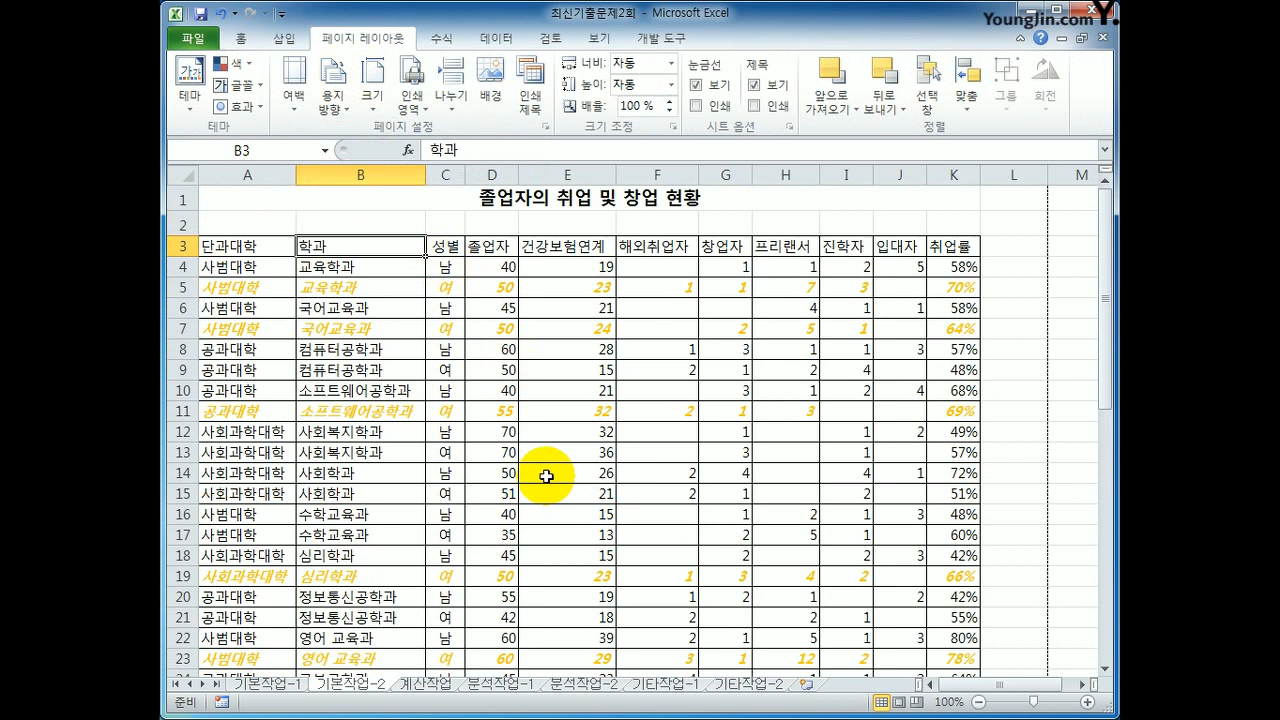 최신기출문제2회 - Microsoft Excel
YoungJin.com Y.
파일 홈 삽입 페이지 레이아웃 수식 데이터 검토 보기 개발 도구
색 너비: 자동 눈금선 제목
가가 글꼴 높이: 자동 보기 보기
테마 효과 여백 용지 방향 크기 인쇄 영역 나누기 배경 인쇄 제목 배율: 100 % 인쇄 인쇄 앞으로 가져오기 뒤로 보내기 선택 창 맞춤 그룹 회전
테마 페이지 설정 크기 조정 시트 옵션 정렬
B3 fx 학과
A B C D E F G H I J K L M
1 졸업자의 취업 및 창업 현황
2
3 단과대학 학과 성별 졸업자 건강보험연계 해외취업자 창업자 프리랜서 진학자 입대자 취업률
4 사범대학 교육학과 남 40 19 1 1 2 5 58%
5 사범대학 교육학과 여 50 23 1 1 7 3 70%
6 사범대학 국어교육과 남 45 21 4 1 1 58%
7 사범대학 국어교육과 여 50 24 2 5 1 64%
8 공과대학 컴퓨터공학과 남 60 28 1 3 1 1 3 57%
9 공과대학 컴퓨터공학과 여 50 15 2 1 2 4 48%
10 공과대학 소프트웨어공학과 남 40 21 3 1 2 4 68%
11 공과대학 소프트웨어공학과 여 55 32 2 1 3 69%
12 사회과학대학 사회복지학과 남 70 32 1 1 2 49%
13 사회과학대학 사회복지학과 여 70 36 3 1 57%
14 사회과학대학 사회학과 남 50 26 2 4 4 1 72%
15 사회과학대학 사회학과 여 51 21 2 1 2 51%
16 사범대학 수학교육과 남 40 15 1 2 1 3 48%
17 사범대학 수학교육과 여 35 13 2 5 1 60%
18 사회과학대학 심리학과 남 45 15 2 2 3 42%
19 사회과학대학 심리학과 여 50 23 1 3 4 2 66%
20 공과대학 정보통신공학과 남 55 19 1 2 1 2 42%
21 공과대학 정보통신공학과 여 42 18 2 2 1 55%
22 사범대학 영어 교육과 남 60 39 2 1 5 1 3 80%
23 사범대학 영어 교육과 여 60 29 3 1 12 2 78%
기본작업-1 기본작업-2 계산작업 분석작업-1 분석작업-2 기타작업-1 기타작업-2
준비 100%